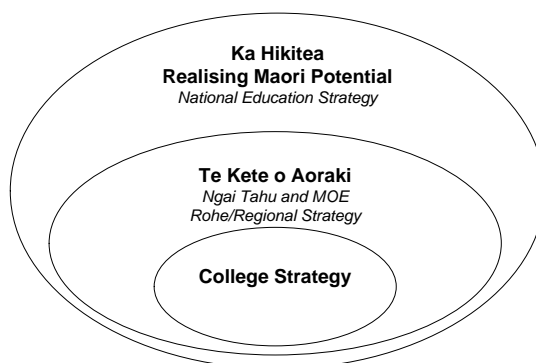 Ka Hikitea
Realising Maori Potential
National Education Strategy
Te Kete o Aoraki
Ngai Tahu and MOE
Rohe/Regional Strategy
College Strategy